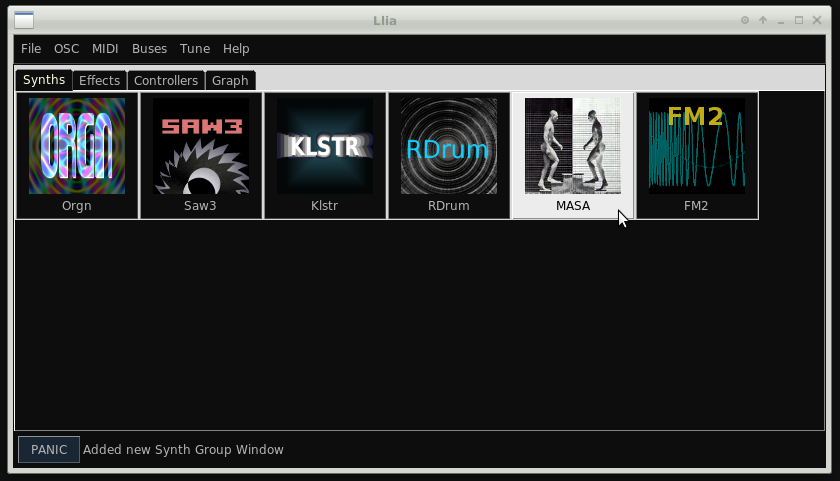 Llia
File OSC MIDI Buses Tune Help
Synths Effects Controllers Graph
ORGN SAW3 KLSTR RDrum FM2
Orgn Saw3 Klstr RDrum MASA FM2
PANIC Added new Synth Group Window